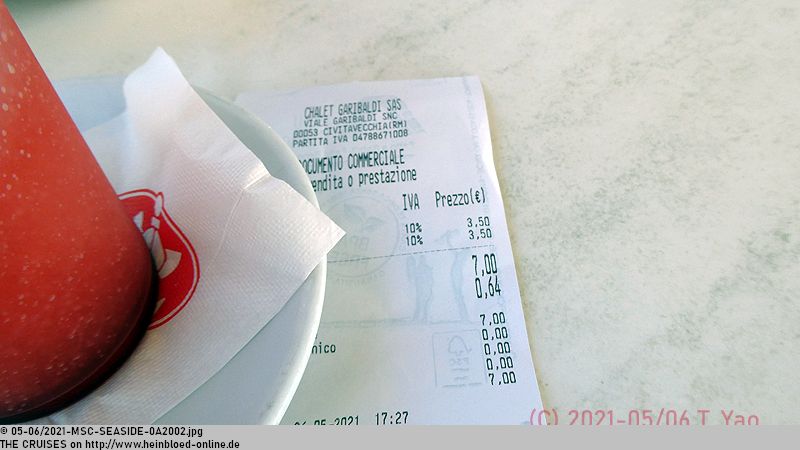 CHALET GARIBALDI SAS
VIALE GARIBALDI SNC
00053 CIVITAVECCHIA(RM)
PARTITA IVA 04788671008
DOCUMENTO COMMERCIALE
vendita o prestazione
IVA Prezzo(€)
10% 3,50
10% 3,50
7,00
0,64
7,00
0,00
nico 0,00
0,00
7,00
06-05-2021 17:27
(C) 2021-05/06 T. Yao
© 05-06/2021-MSC-SEASIDE-0A2002.jpg
THE CRUISES on http://www.heinbloed-online.de